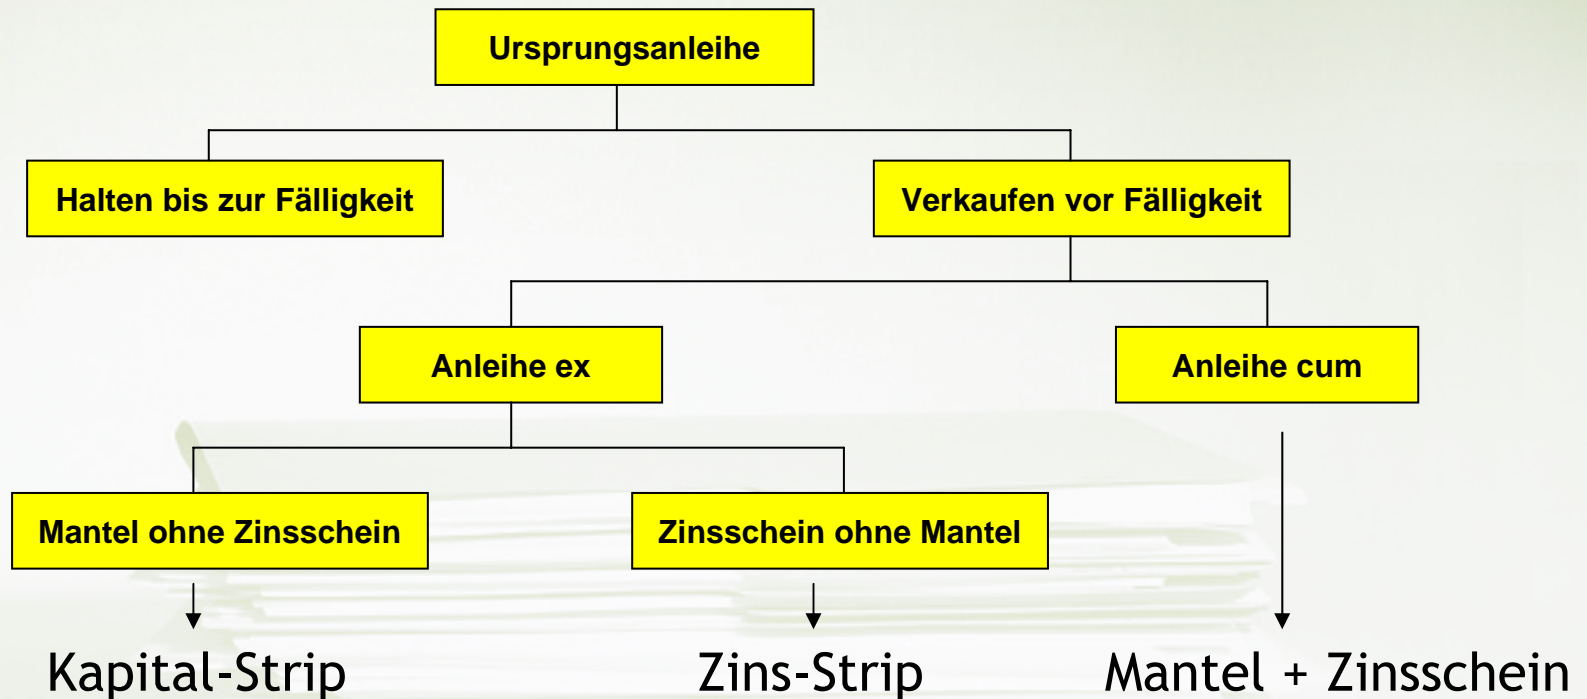 Ursprungsanleihe
Halten bis zur Fälligkeit
Verkaufen vor Fälligkeit
Anleihe ex
Anleihe cum
Mantel ohne Zinsschein
Zinsschein ohne Mantel
Kapital-Strip
Zins-Strip
Mantel + Zinsschein